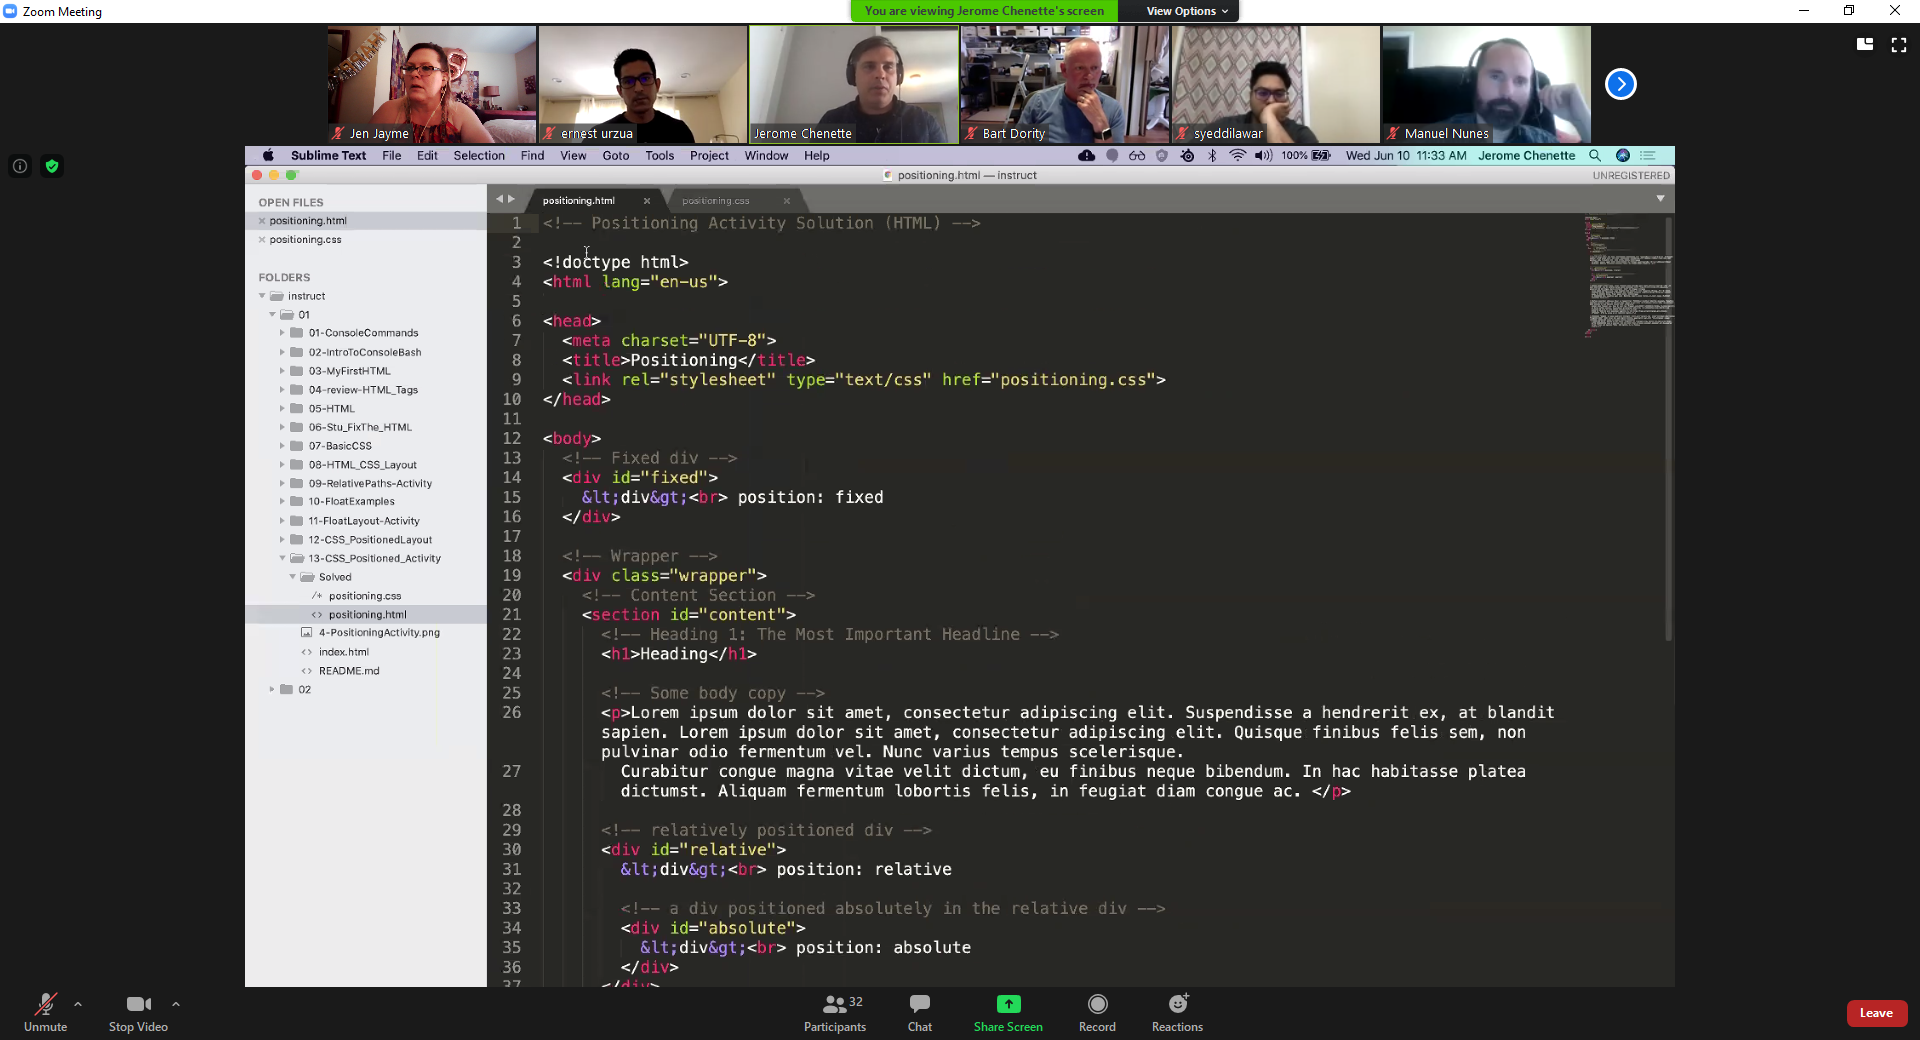 Zoom Meeting
You are viewing Jerome Chenette's screen
View Options
Jen Jayme
ernest urzua
Jerome Chenette
Bart Dority
syeddilawar
Manuel Nunes
Sublime Text File Edit Selection Find View Goto Tools Project Window Help
100% Wed Jun 10 11:33 AM Jerome Chenette
positioning.html — instruct
UNREGISTERED
OPEN FILES
positioning.html
positioning.css
FOLDERS
instruct
01
01-ConsoleCommands
02-IntroToConsoleBash
03-MyFirstHTML
04-review-HTML_Tags
05-HTML
06-Stu_FixThe_HTML
07-BasicCSS
08-HTML_CSS_Layout
09-RelativePaths-Activity
10-FloatExamples
11-FloatLayout-Activity
12-CSS_PositionedLayout
13-CSS_Positioned_Activity
Solved
/* positioning.css
<> positioning.html
4-PositioningActivity.png
<> index.html
<> README.md
02
positioning.html
positioning.css
1 <!-- Positioning Activity Solution (HTML) -->
2
3 <!doctype html>
4 <html lang="en-us">
5
6 <head>
7 <meta charset="UTF-8">
8 <title>Positioning</title>
9 <link rel="stylesheet" type="text/css" href="positioning.css">
10 </head>
11
12 <body>
13 <!-- Fixed div -->
14 <div id="fixed">
15 &lt;div&gt;<br> position: fixed
16 </div>
17
18 <!-- Wrapper -->
19 <div class="wrapper">
20 <!-- Content Section -->
21 <section id="content">
22 <!-- Heading 1: The Most Important Headline -->
23 <h1>Heading</h1>
24
25 <!-- Some body copy -->
26 <p>Lorem ipsum dolor sit amet, consectetur adipiscing elit. Suspendisse a hendrerit ex, at blandit
sapien. Lorem ipsum dolor sit amet, consectetur adipiscing elit. Quisque finibus felis sem, non
pulvinar odio fermentum vel. Nunc varius tempus scelerisque.
27 Curabitur congue magna vitae velit dictum, eu finibus neque bibendum. In hac habitasse platea
dictumst. Aliquam fermentum lobortis felis, in feugiat diam congue ac. </p>
28
29 <!-- relatively positioned div -->
30 <div id="relative">
31 &lt;div&gt;<br> position: relative
32
33 <!-- a div positioned absolutely in the relative div -->
34 <div id="absolute">
35 &lt;div&gt;<br> position: absolute
36 </div>
37 </div>
Unmute
Stop Video
32
Participants
Chat
Share Screen
Record
Reactions
Leave